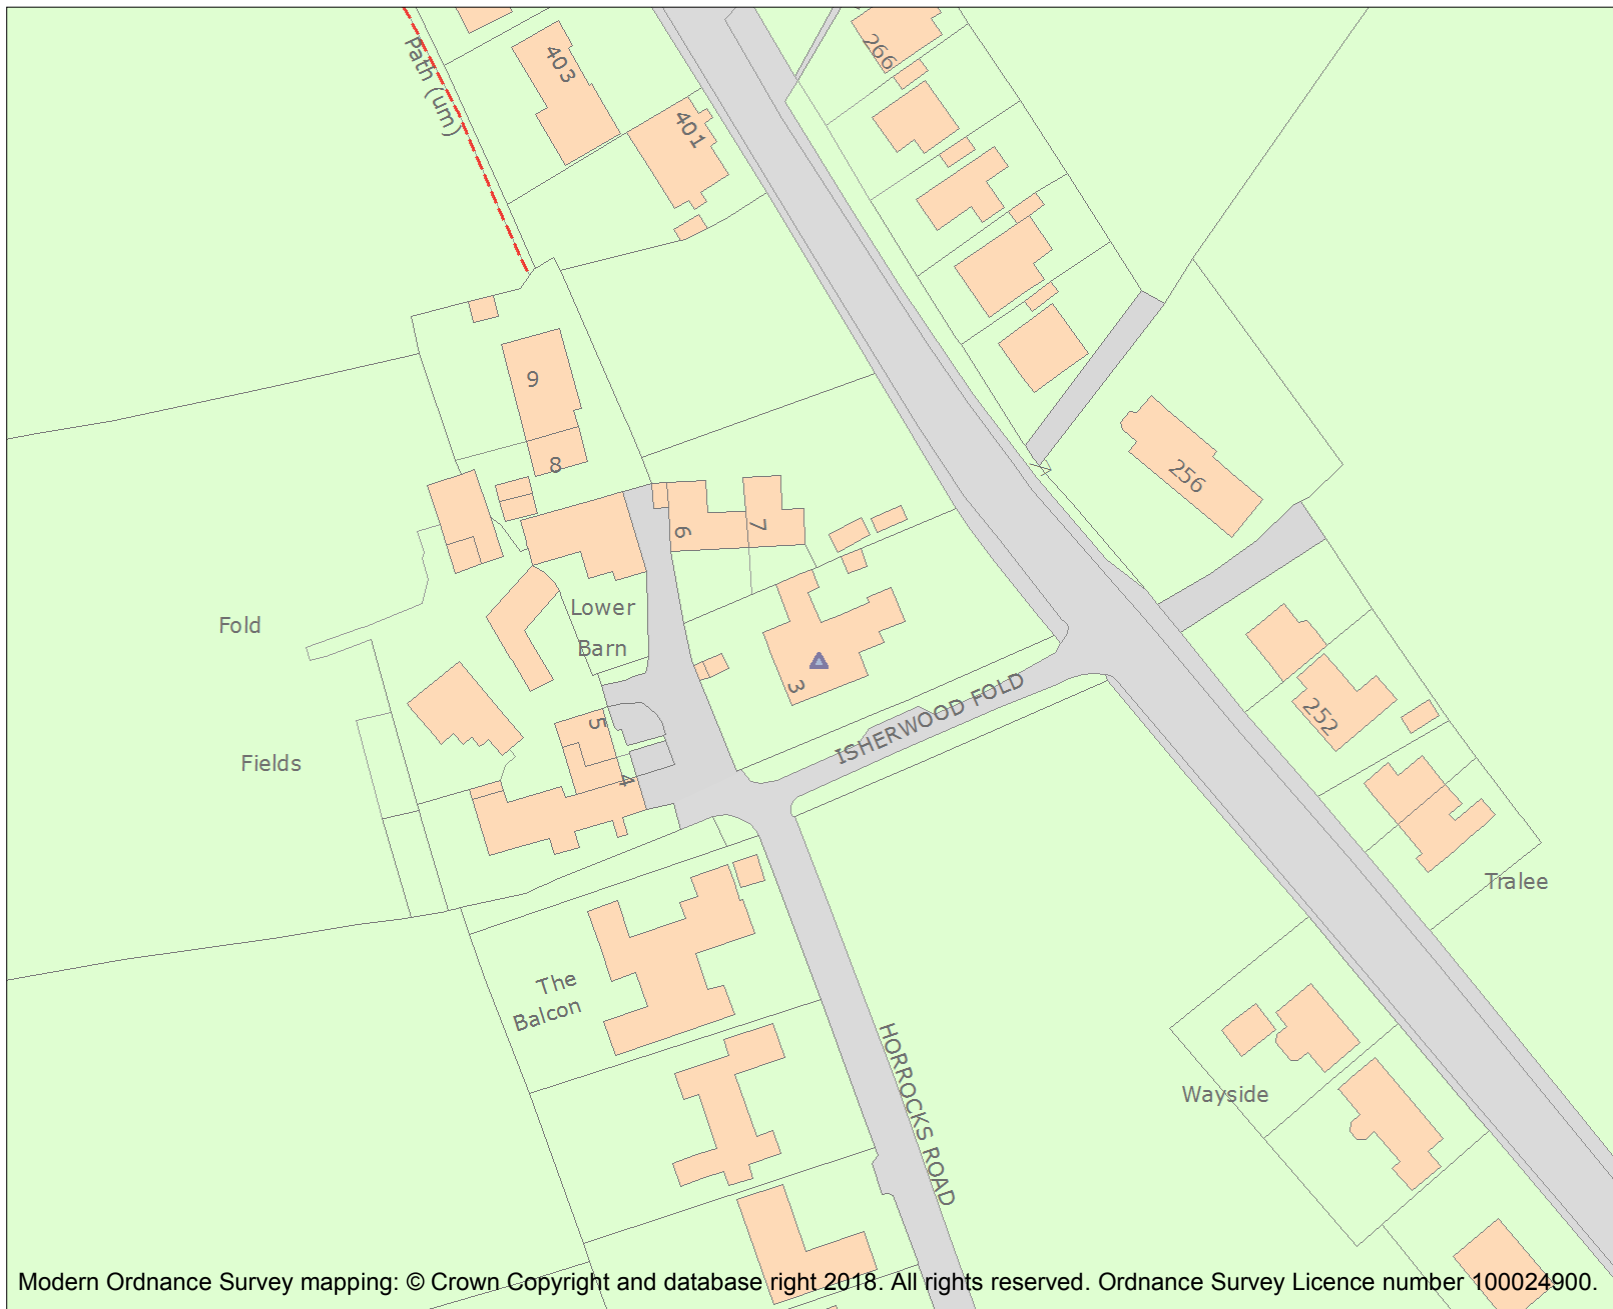 Path (um)
403
401
266
9
8
6
7
256
Fold
Lower
Barn
3
ISHERWOOD FOLD
252
5
4
Fields
Tralee
The
Balcon
HORROCKS ROAD
Wayside
Modern Ordnance Survey mapping: © Crown Copyright and database right 2018. All rights reserved. Ordnance Survey Licence number 100024900.